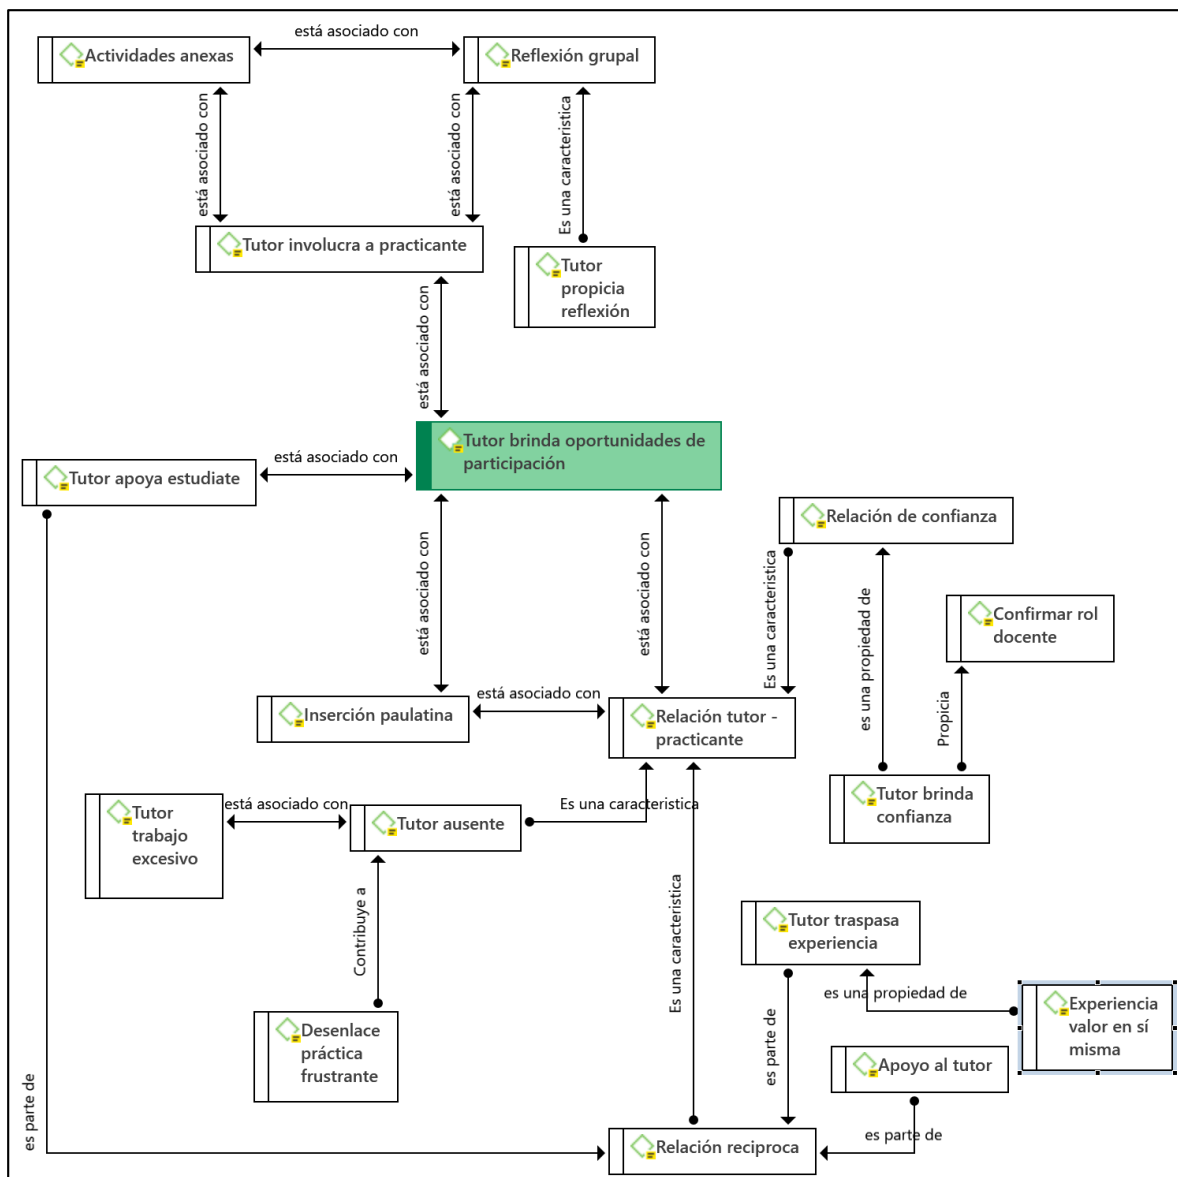 está asociado con
Actividades anexas
Reflexión grupal
está asociado con
está asociado con
Es una caracteristica
Tutor involucra a practicante
Tutor
propicia
reflexión
está asociado con
Tutor brinda oportunidades de
participación
está asociado con
Tutor apoya estudiate
Relación de confianza
está asociado con
está asociado con
Es una caracteristica
es una propiedad de
Confirmar rol
docente
Propicia
está asociado con
Inserción paulatina
Relación tutor -
practicante
Tutor brinda
confianza
está asociado con
Es una caracteristica
Tutor
trabajo
excesivo
Tutor ausente
Contribuye a
Es una caracteristica
Tutor traspasa
experiencia
es una propiedad de
Experiencia
valor en sí
misma
Desenlace
práctica
frustrante
es parte de
Apoyo al tutor
es parte de
es parte de
Relación reciproca